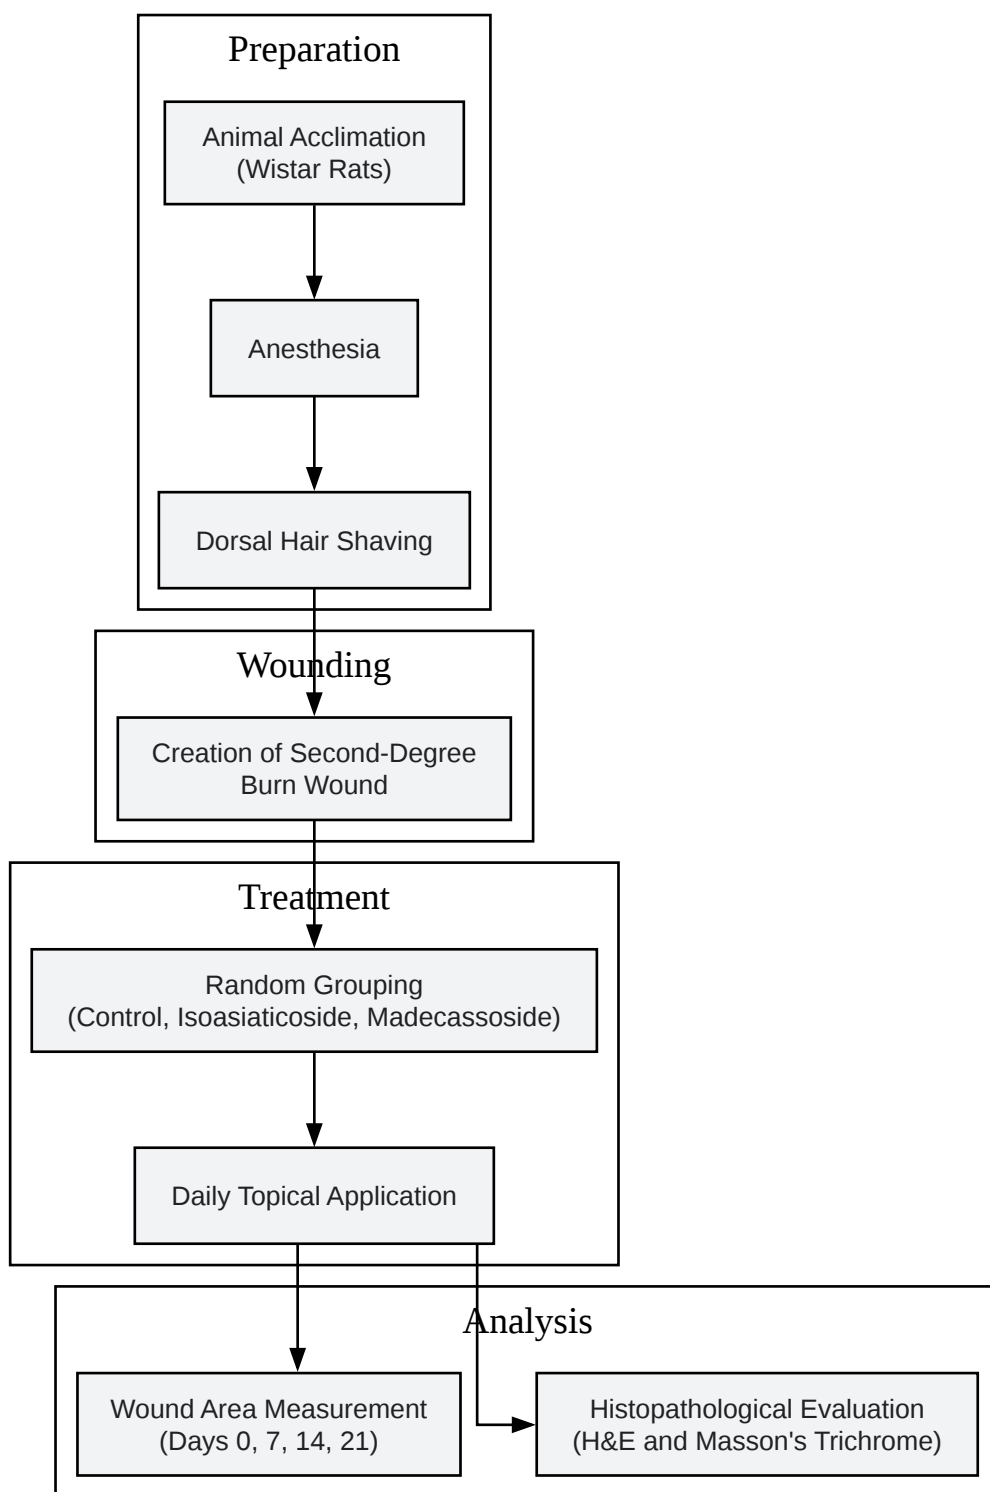 Preparation
Animal Acclimation
(Wistar Rats)
Anesthesia
Dorsal Hair Shaving
Wounding
Creation of Second-Degree
Burn Wound
Treatment
Random Grouping
(Control, Isoasiaticoside, Madecassoside)
Daily Topical Application
Analysis
Wound Area Measurement
(Days 0, 7, 14, 21)
Histopathological Evaluation
(H&E and Masson's Trichrome)